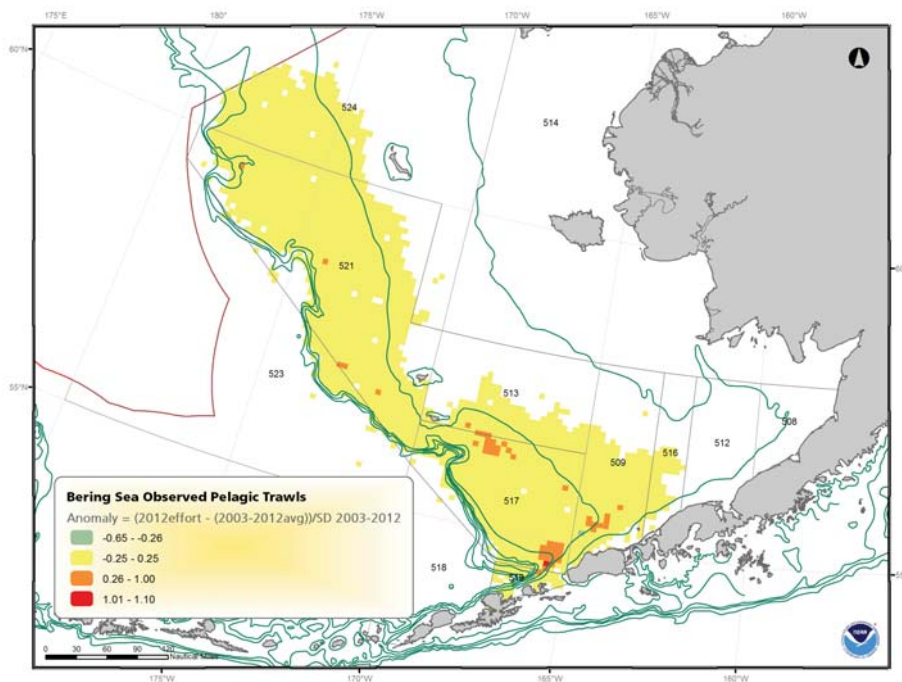 175°E
180°
175°W
170°W
165°W
160°W
60°N
524
514
521
55°N
523
513
508
516
512
509
517
518
519
Bering Sea Observed Pelagic Trawls
Anomaly = (2012effort - (2003-2012avg))/SD 2003-2012
-0.65 - -0.26
-0.25 - 0.25
0.26 - 1.00
1.01 - 1.10
0 30 60 90 120
Nautical Miles
NOAA
175°W
170°W
165°W
160°W